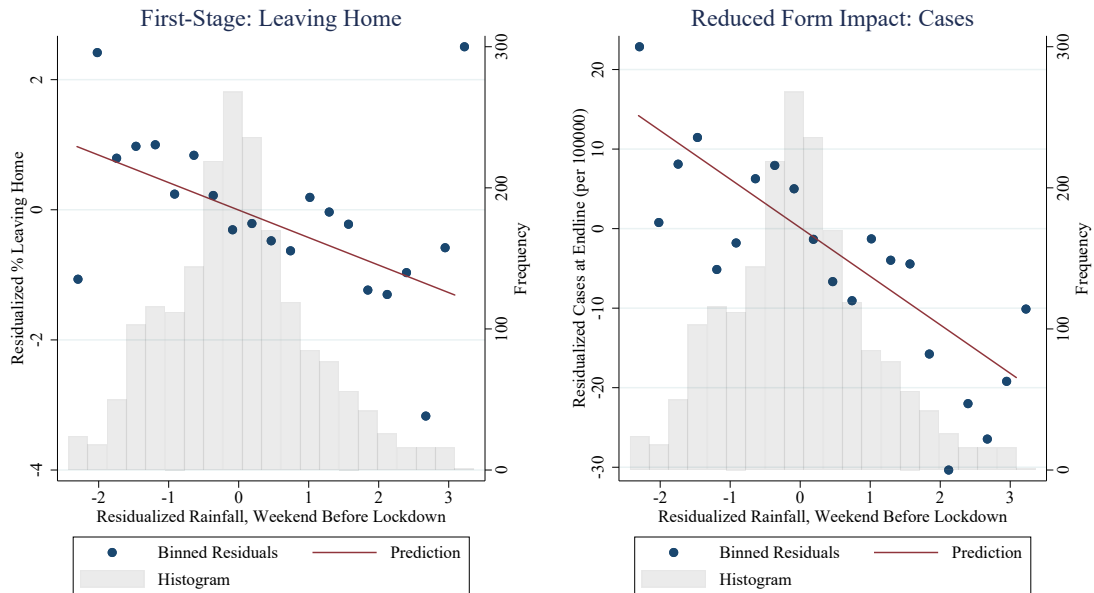 First-Stage: Leaving Home
Residualized % Leaving Home
2
0
-2
-4
300
200
100
0
Frequency
-2 -1 0 1 2 3
Residualized Rainfall, Weekend Before Lockdown
Binned Residuals
Prediction
Histogram
Reduced Form Impact: Cases
Residualized Cases at Endline (per 100000)
20
10
0
-10
-20
-30
300
200
100
0
Frequency
-2 -1 0 1 2 3
Residualized Rainfall, Weekend Before Lockdown
Binned Residuals
Prediction
Histogram